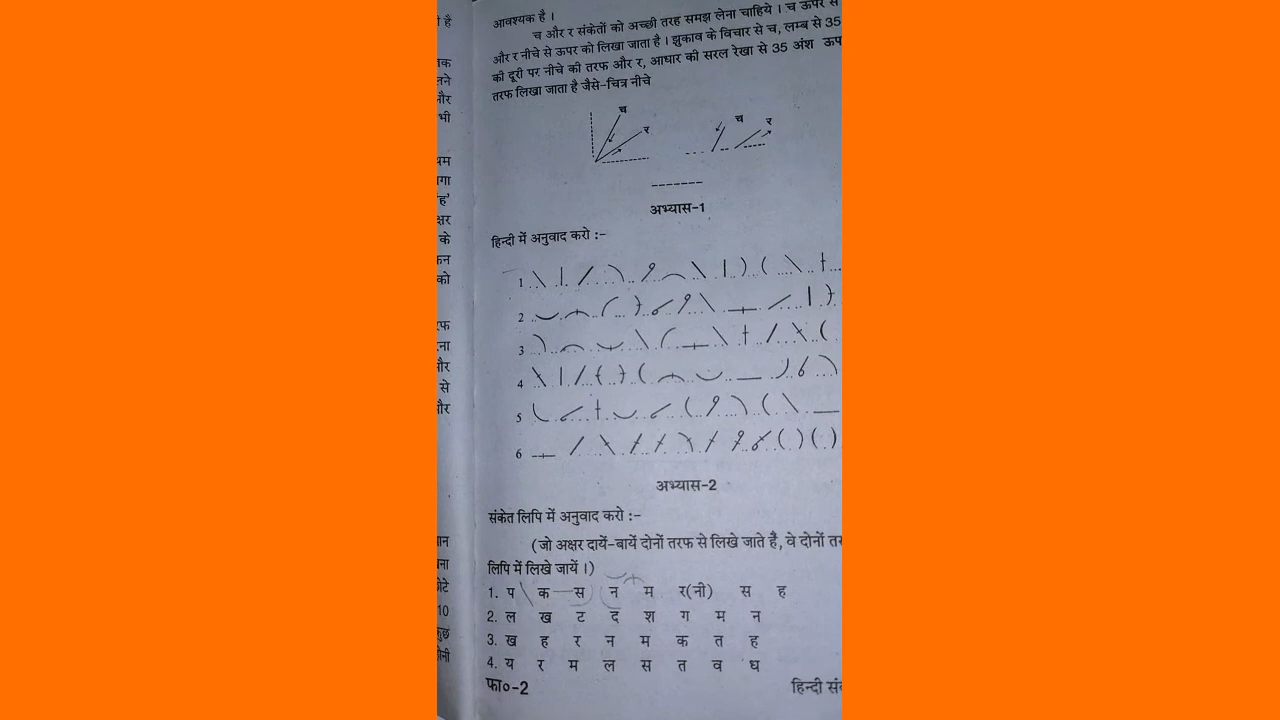 ी है
आवश्यक है ।
च और र संकेतों को अच्छी तरह समझ लेना चाहिये । च ऊपर से
और र नीचे से ऊपर को लिखा जाता है । झुकाव के विचार से च, लम्ब से 35
की दूरी पर नीचे की तरफ और र, आधार की सरल रेखा से 35 अंश ऊप
तरफ लिखा जाता है जैसे-चित्र नीचे
च
र
च
र
अभ्यास-1
हिन्दी में अनुवाद करो :-
1
2
3
4
5
6
अभ्यास-2
संकेत लिपि में अनुवाद करो :-
(जो अक्षर दायें-बायें दोनों तरफ से लिखे जाते हैं, वे दोनों तर
लिपि में लिखे जायें ।)
1. प क स न म र(नी) स ह
2. ल ख ट द श ग म न
3. ख ह र न म क त ह
4. य र म ल स त व ध
फा०-2
हिन्दी सं